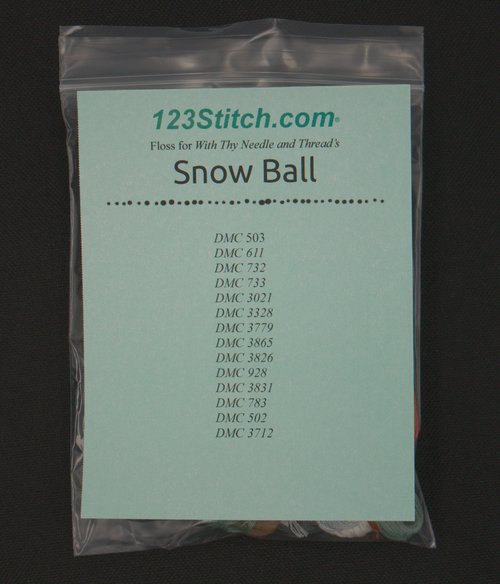 123Stitch.com®
Floss for With Thy Needle and Thread's
Snow Ball
DMC 503
DMC 611
DMC 732
DMC 733
DMC 3021
DMC 3328
DMC 3779
DMC 3865
DMC 3826
DMC 928
DMC 3831
DMC 783
DMC 502
DMC 3712